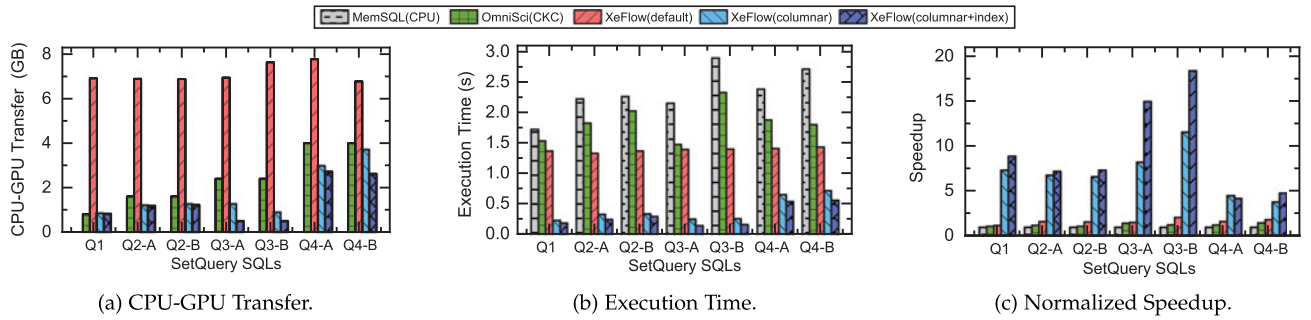 MemSQL(CPU) OmniSci(CKC) XeFlow(default) XeFlow(columnar) XeFlow(columnar+index)
CPU-GPU Transfer (GB)
8
6
4
2
0
Q1 Q2-A Q2-B Q3-A Q3-B Q4-A Q4-B
SetQuery SQLs
(a) CPU-GPU Transfer.
Execution Time (s)
3.0
2.5
2.0
1.5
1.0
0.5
0.0
Q1 Q2-A Q2-B Q3-A Q3-B Q4-A Q4-B
SetQuery SQLs
(b) Execution Time.
Speedup
20
15
10
5
0
Q1 Q2-A Q2-B Q3-A Q3-B Q4-A Q4-B
SetQuery SQLs
(c) Normalized Speedup.